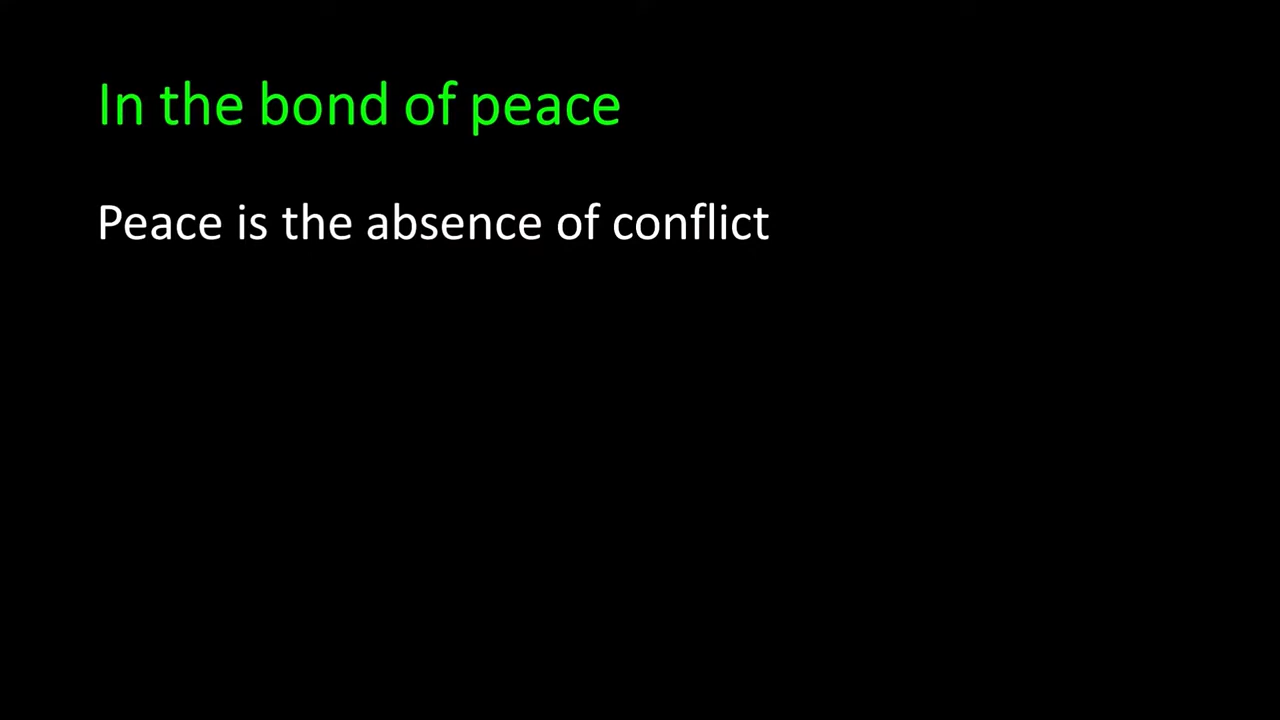 In the bond of peace
Peace is the absence of conflict